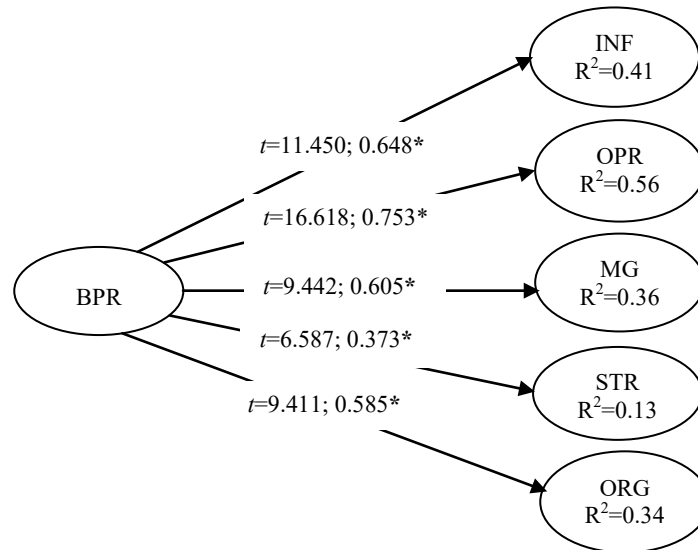 INF
R²=0.41
t=11.450; 0.648*
OPR
R²=0.56
t=16.618; 0.753*
BPR
t=9.442; 0.605*
MG
R²=0.36
t=6.587; 0.373*
STR
R²=0.13
t=9.411; 0.585*
ORG
R²=0.34